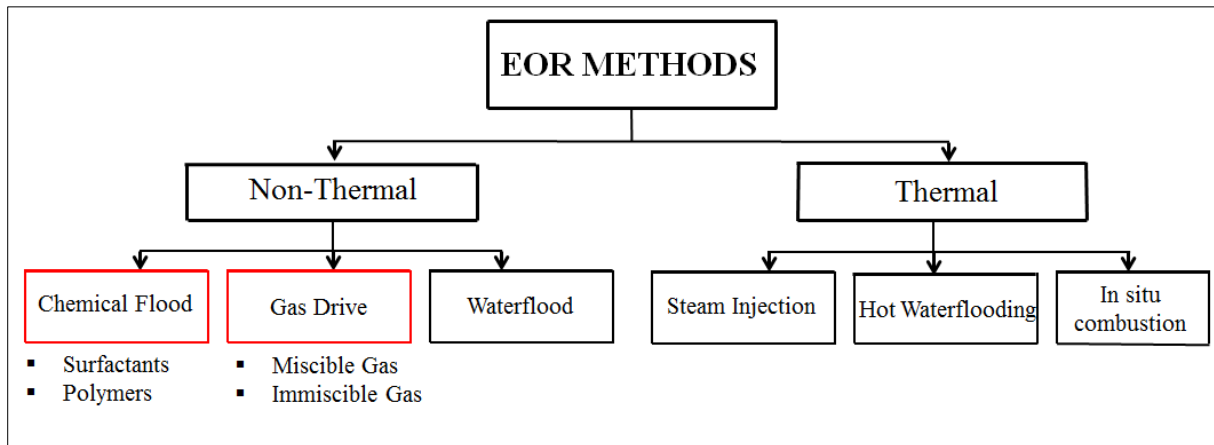 EOR METHODS
Non-Thermal
Thermal
Chemical Flood
Gas Drive
Waterflood
Steam Injection
Hot Waterflooding
In situ
combustion
▪ Surfactants
▪ Polymers
▪ Miscible Gas
▪ Immiscible Gas